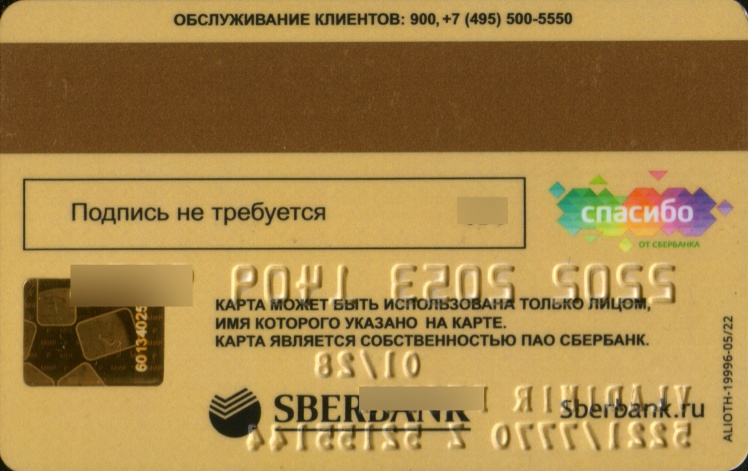 ОБСЛУЖИВАНИЕ КЛИЕНТОВ: 900, +7 (495) 500-5550
Подпись не требуется
спасибо
ОТ СБЕРБАНКА
КАРТА МОЖЕТ БЫТЬ ИСПОЛЬЗОВАНА ТОЛЬКО ЛИЦОМ,
ИМЯ КОТОРОГО УКАЗАНО НА КАРТЕ.
КАРТА ЯВЛЯЕТСЯ СОБСТВЕННОСТЬЮ ПАО СБЕРБАНК.
SBERBANK
Sberbank.ru
ALIOTH-19996-05/22